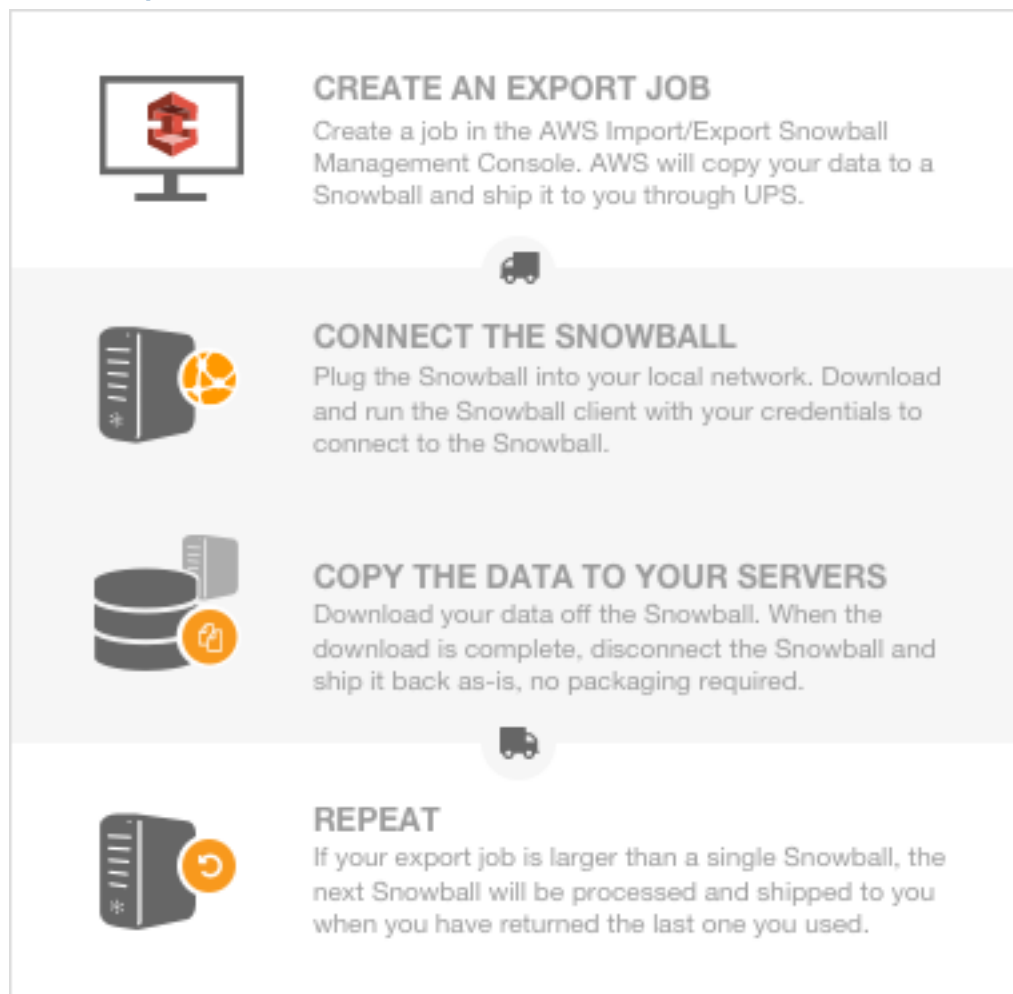 CREATE AN EXPORT JOB
Create a job in the AWS Import/Export Snowball
Management Console. AWS will copy your data to a
Snowball and ship it to you through UPS.
CONNECT THE SNOWBALL
Plug the Snowball into your local network. Download
and run the Snowball client with your credentials to
connect to the Snowball.
COPY THE DATA TO YOUR SERVERS
Download your data off the Snowball. When the
download is complete, disconnect the Snowball and
ship it back as-is, no packaging required.
REPEAT
If your export job is larger than a single Snowball, the
next Snowball will be processed and shipped to you
when you have returned the last one you used.